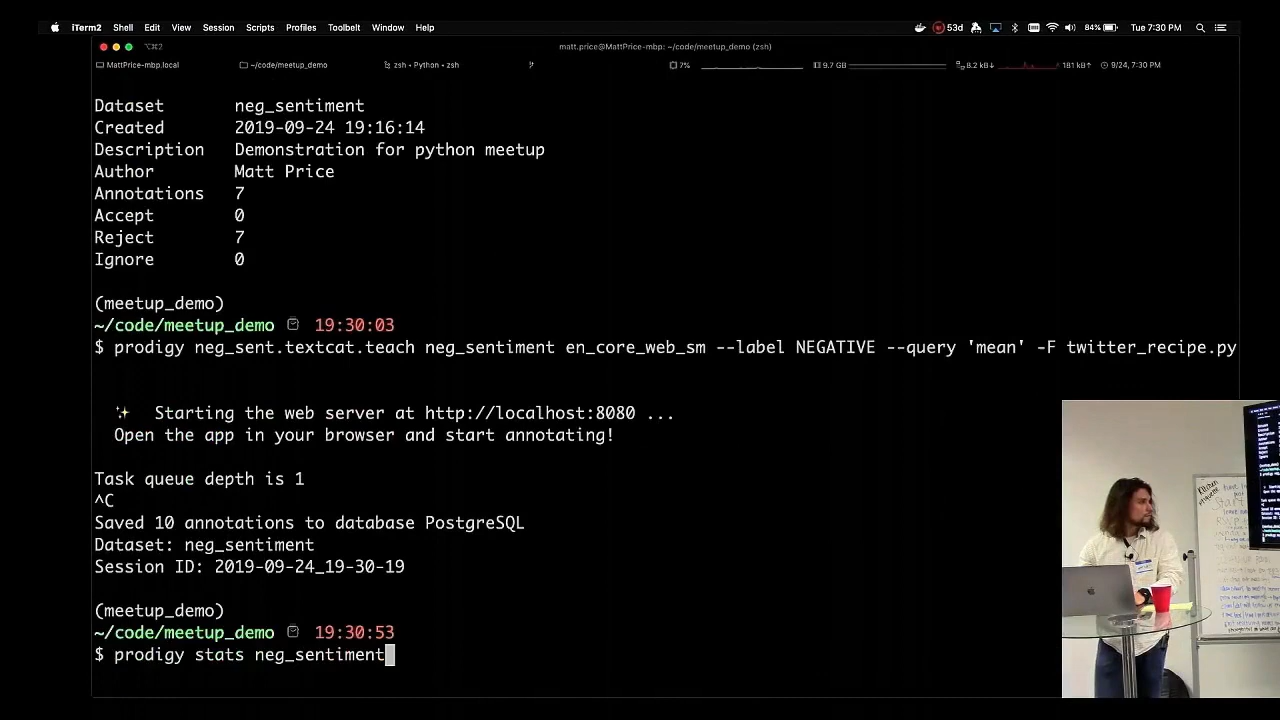 iTerm2 Shell Edit View Session Scripts Profiles Toolbelt Window Help 53d 84% Tue 7:30 PM
⌥⌘2 matt.price@MattPrice-mbp: ~/code/meetup_demo (zsh)
MattPrice-mbp.local ~/code/meetup_demo zsh • Python • zsh 7% 9.7 GB 8.2 kB↓ 181 kB↑ 9/24, 7:30 PM
Dataset neg_sentiment
Created 2019-09-24 19:16:14
Description Demonstration for python meetup
Author Matt Price
Annotations 7
Accept 0
Reject 7
Ignore 0
(meetup_demo)
~/code/meetup_demo 19:30:03
$ prodigy neg_sent.textcat.teach neg_sentiment en_core_web_sm --label NEGATIVE --query 'mean' -F twitter_recipe.py
✨ Starting the web server at http://localhost:8080 ...
Open the app in your browser and start annotating!
Task queue depth is 1
^C
Saved 10 annotations to database PostgreSQL
Dataset: neg_sentiment
Session ID: 2019-09-24_19-30-19
(meetup_demo)
~/code/meetup_demo 19:30:53
$ prodigy stats neg_sentiment